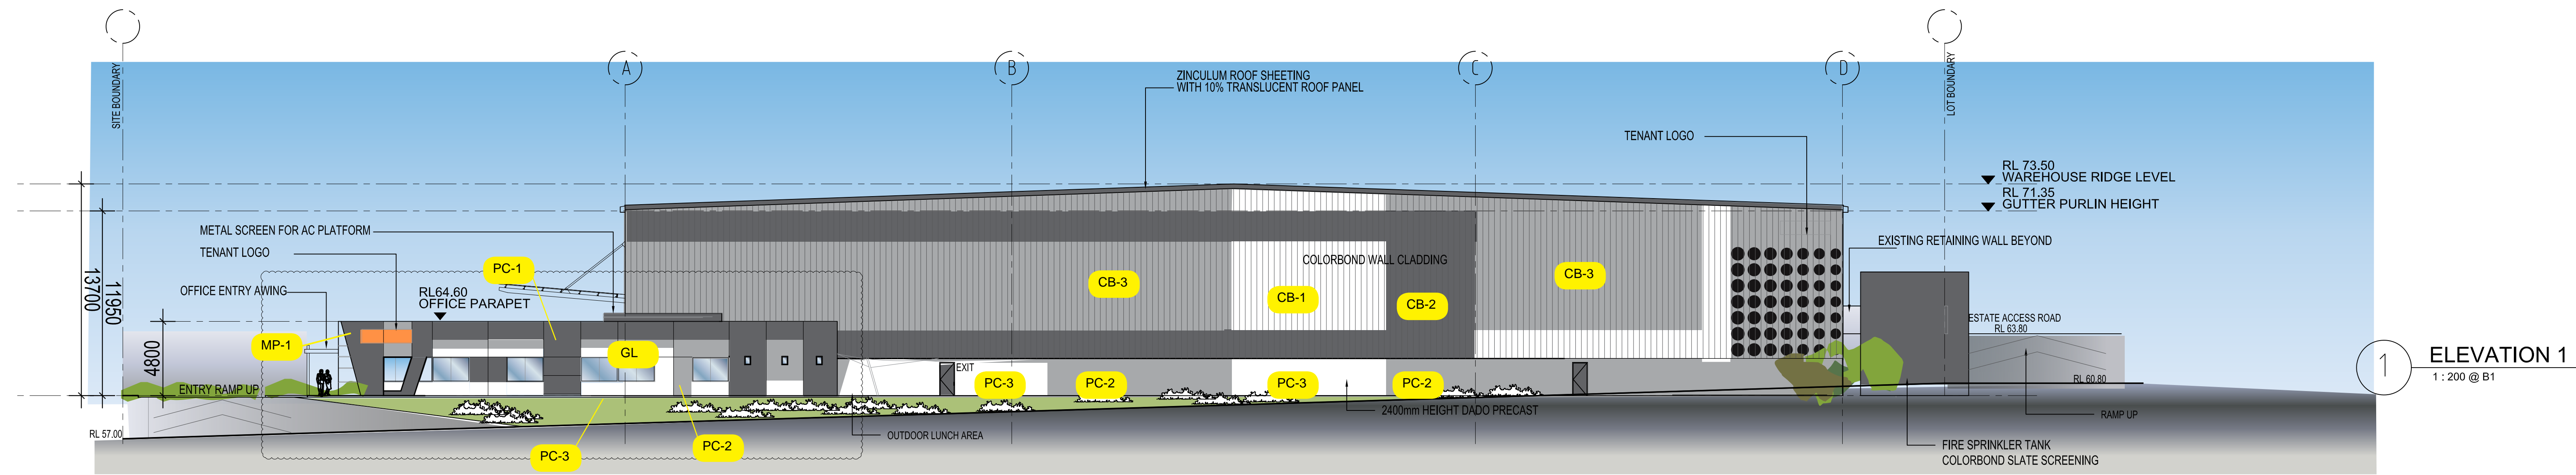 A
B
C
D
SITE BOUNDARY
LOT BOUNDARY
ZINCULUM ROOF SHEETING
WITH 10% TRANSLUCENT ROOF PANEL
TENANT LOGO
RL 73.50
WAREHOUSE RIDGE LEVEL
RL 71.35
GUTTER PURLIN HEIGHT
METAL SCREEN FOR AC PLATFORM
TENANT LOGO
EXISTING RETAINING WALL BEYOND
COLORBOND WALL CLADDING
PC-1
CB-3
CB-1
CB-2
CB-3
13700
11950
4800
OFFICE ENTRY AWING
RL64.60
OFFICE PARAPET
MP-1
GL
ESTATE ACCESS ROAD
RL 63.80
1
ELEVATION 1
1 : 200 @ B1
ENTRY RAMP UP
EXIT
PC-3
PC-2
PC-3
PC-2
RL 60.80
2400mm HEIGHT DADO PRECAST
RAMP UP
RL 57.00
OUTDOOR LUNCH AREA
PC-3
PC-2
FIRE SPRINKLER TANK
COLORBOND SLATE SCREENING